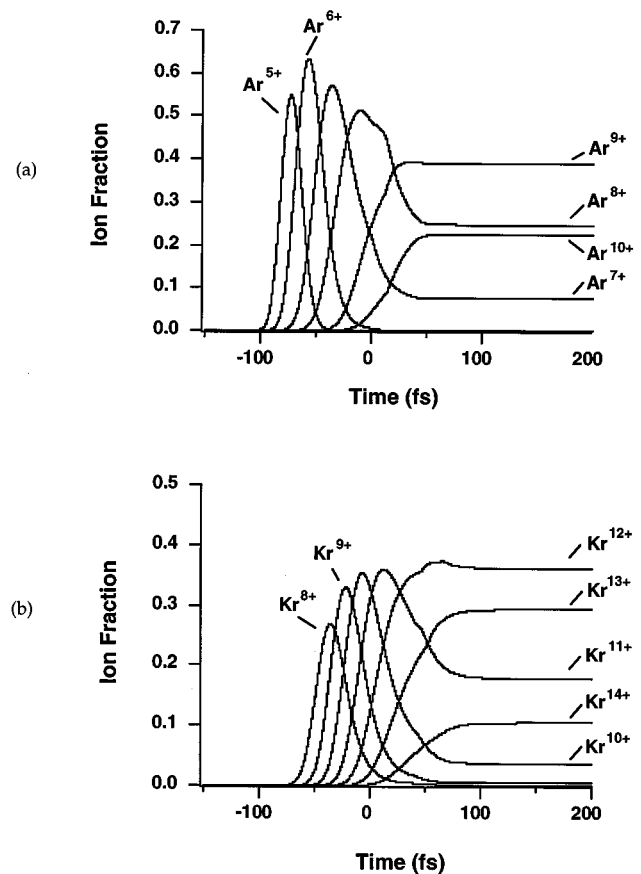 (a)
Ion Fraction
0.7
0.6
0.5
0.4
0.3
0.2
0.1
0.0
Ar5+
Ar6+
Ar9+
Ar8+
Ar10+
Ar7+
-100
0
100
200
Time (fs)
(b)
Ion Fraction
0.5
0.4
0.3
0.2
0.1
0.0
Kr8+
Kr9+
Kr12+
Kr13+
Kr11+
Kr14+
Kr10+
-100
0
100
200
Time (fs)